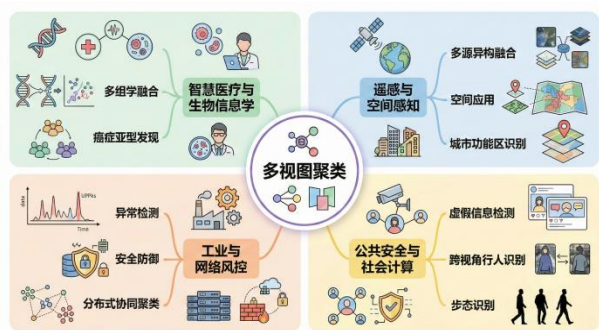 智慧医疗与
生物信息学
多组学融合
癌症亚型发现
遥感与
空间感知
多源异构融合
空间应用
城市功能区识别
多视图聚类
异常检测
安全防御
分布式协同聚类
工业与
网络风控
data
Time
公共安全与
社会计算
虚假信息检测
跨视角行人识别
步态识别